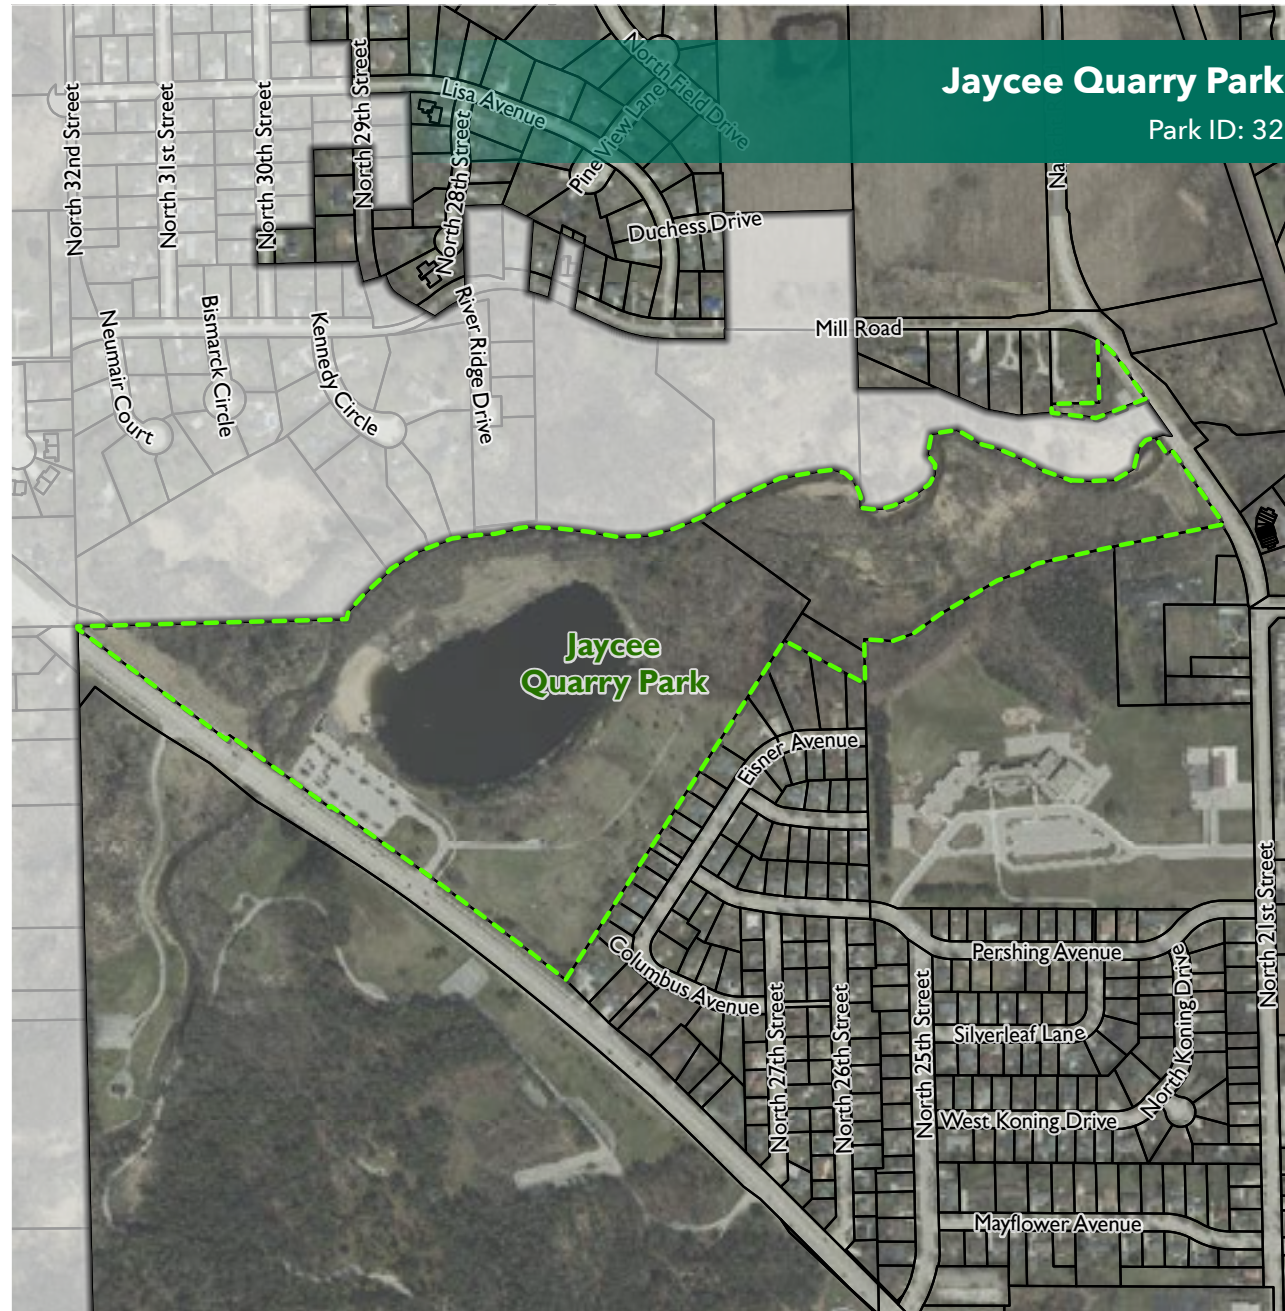 Jaycee Quarry Park
Park ID: 32
North Field Drive
Lisa Avenue
Pine View Lane
North 32nd Street
North 31st Street
North 30th Street
North 29th Street
North 28th Street
Na
Duchess Drive
Mill Road
Neumair Court
Bismarck Circle
Kennedy Circle
River Ridge Drive
Jaycee
Quarry Park
Eisner Avenue
Columbus Avenue
Pershing Avenue
North 21st Street
North 27th Street
North 26th Street
North 25th Street
Silverleaf Lane
North Koning Drive
West Koning Drive
Mayflower Avenue